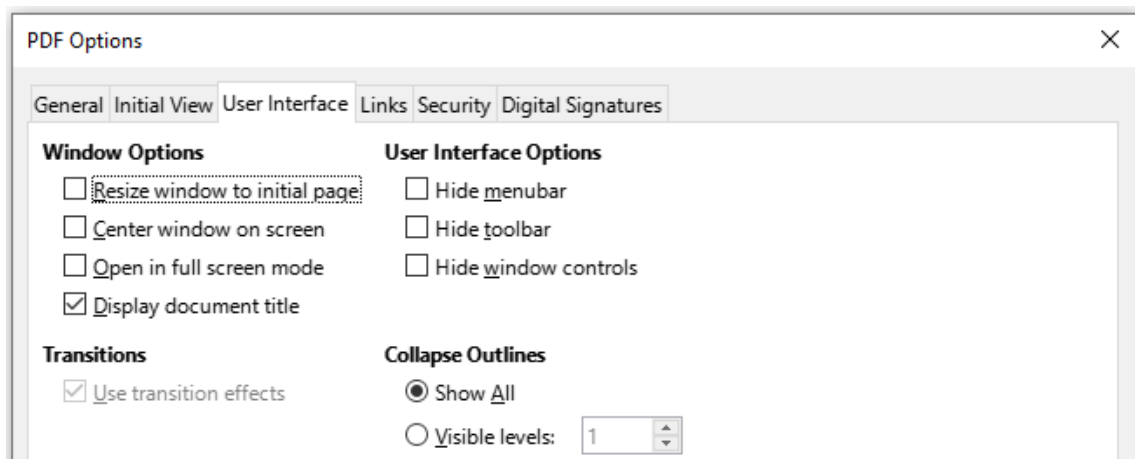 PDF Options
General Initial View User Interface Links Security Digital Signatures
Window Options
Resize window to initial page
Center window on screen
Open in full screen mode
Display document title
User Interface Options
Hide menubar
Hide toolbar
Hide window controls
Transitions
Use transition effects
Collapse Outlines
Show All
Visible levels: 1